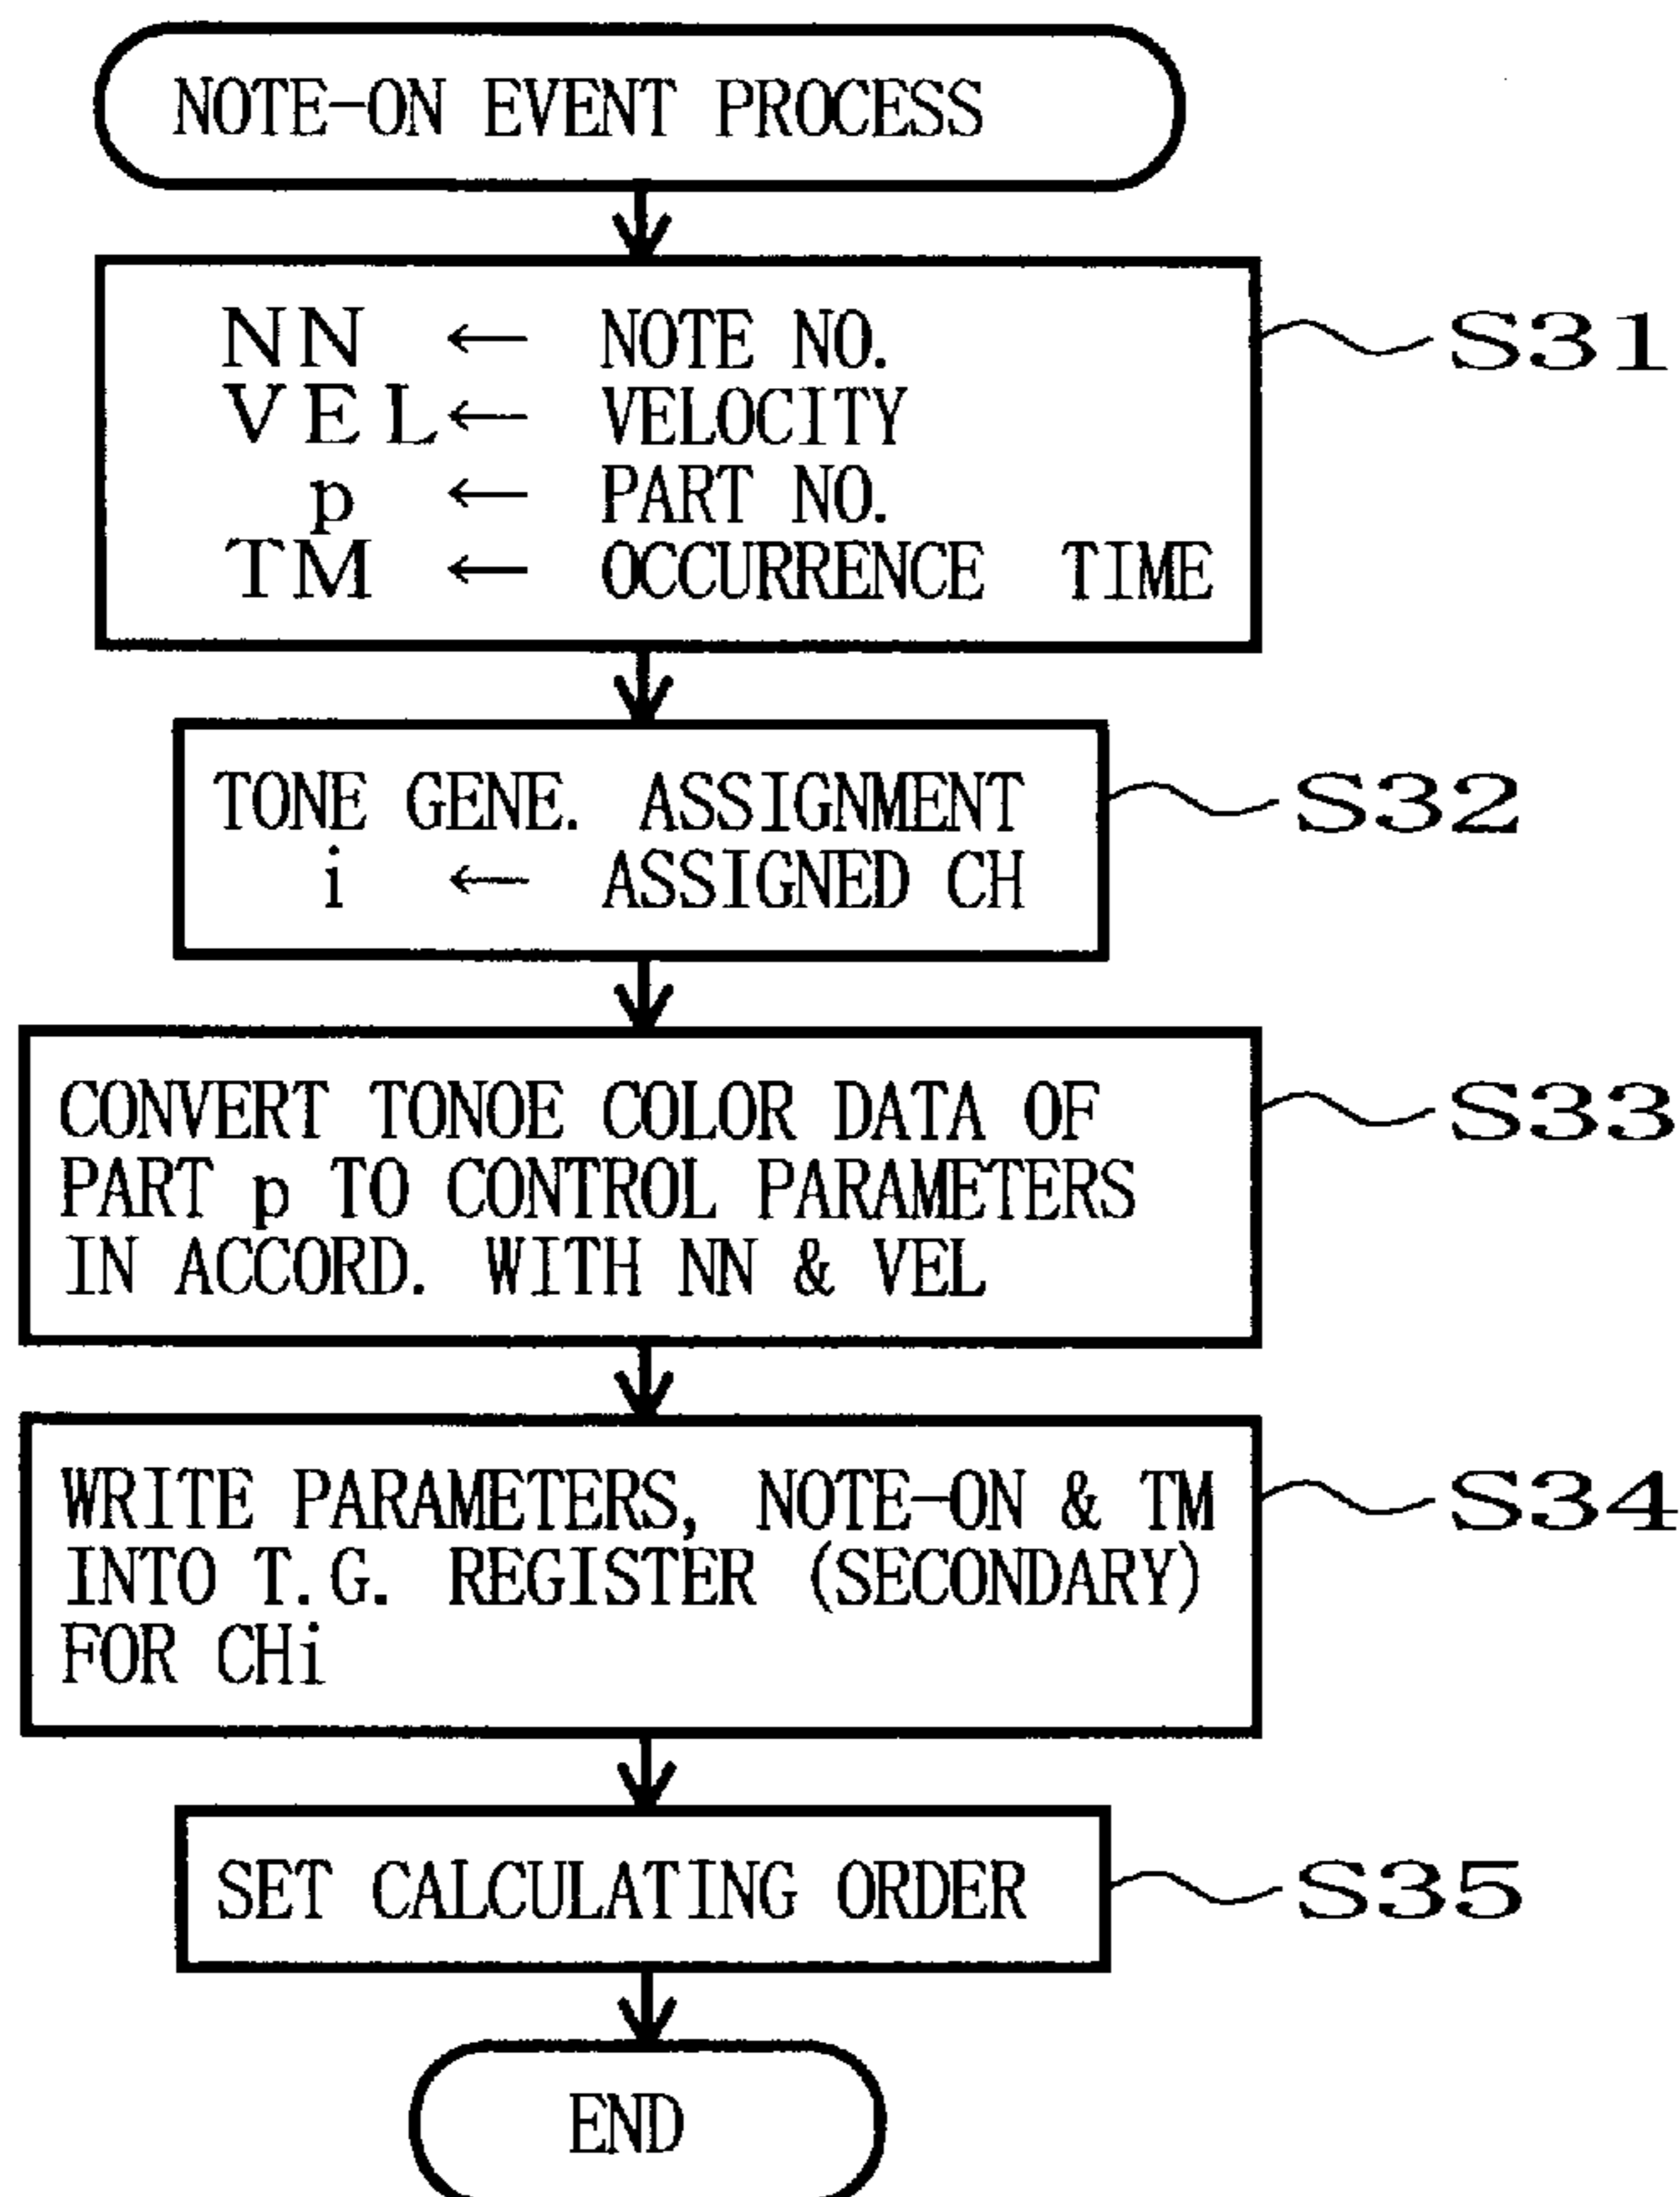 NOTE-ON EVENT PROCESS
NN ← NOTE NO.
VEL ← VELOCITY
p ← PART NO.
TM ← OCCURRENCE TIME
S31
TONE GENE. ASSIGNMENT
i ← ASSIGNED CH
S32
CONVERT TONOE COLOR DATA OF
PART p TO CONTROL PARAMETERS
IN ACCORD. WITH NN & VEL
S33
WRITE PARAMETERS, NOTE-ON & TM
INTO T.G. REGISTER (SECONDARY)
FOR CHi
S34
SET CALCULATING ORDER
S35
END